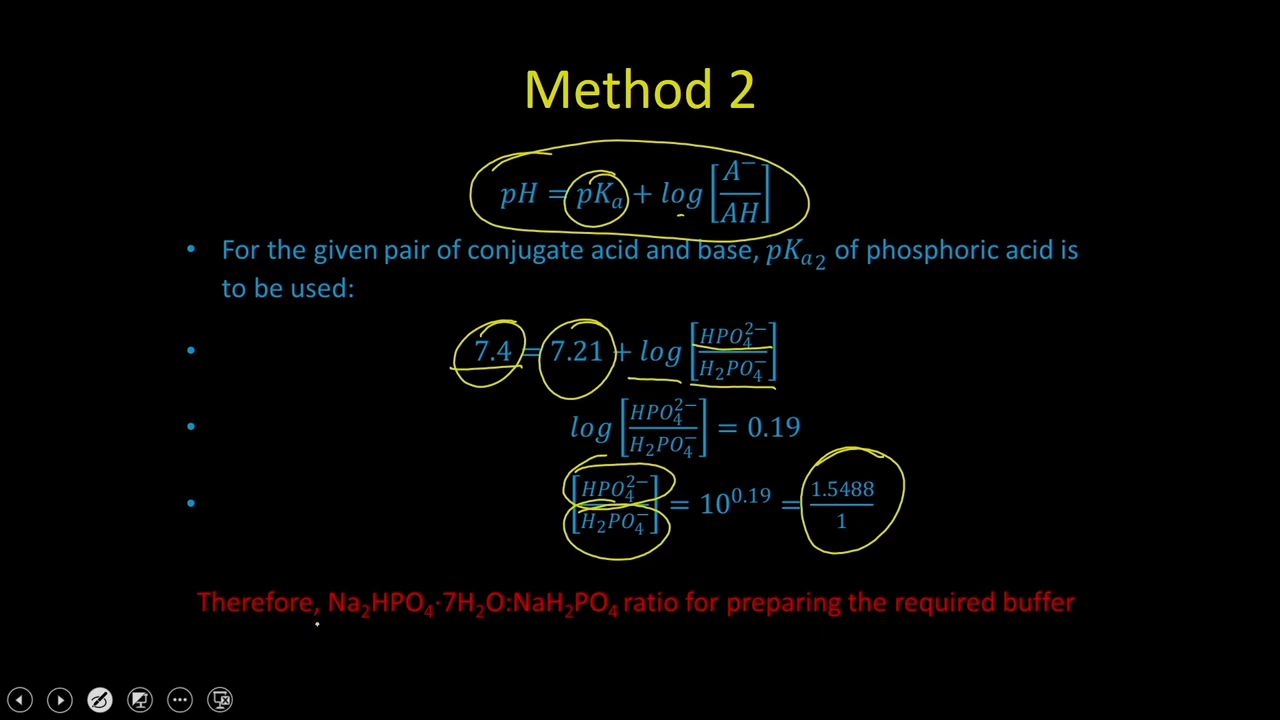 Method 2
pH = pKₐ + log [A⁻/AH]
• For the given pair of conjugate acid and base, pKₐ₂ of phosphoric acid is
to be used:
• 7.4 = 7.21 + log [HPO₄²⁻/H₂PO₄⁻]
• log [HPO₄²⁻/H₂PO₄⁻] = 0.19
• [HPO₄²⁻/H₂PO₄⁻] = 10⁰·¹⁹ = 1.5488/1
Therefore, Na₂HPO₄·7H₂O:NaH₂PO₄ ratio for preparing the required buffer